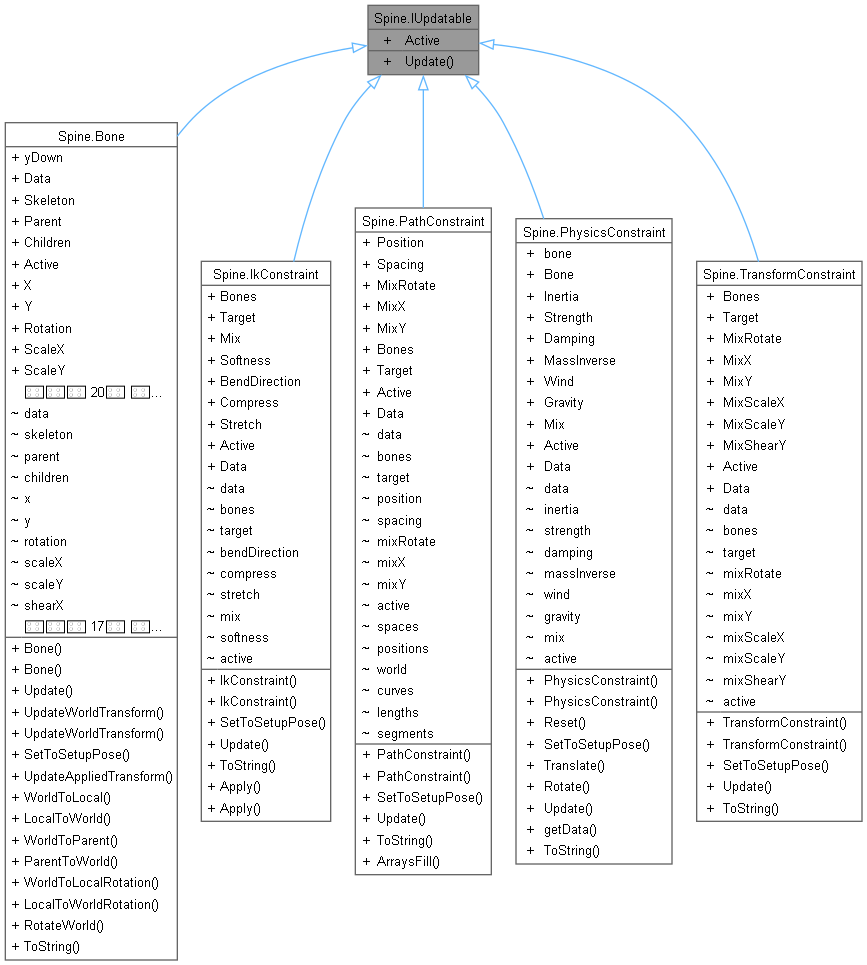 Spine.IUpdatable
+ Active
+ Update()
Spine.Bone
+ yDown
+ Data
+ Skeleton
+ Parent
+ Children
+ Active
+ X
+ Y
+ Rotation
+ ScaleX
+ ScaleY
20 ...
~ data
~ skeleton
~ parent
~ children
~ x
~ y
~ rotation
~ scaleX
~ scaleY
~ shearX
17 ...
+ Bone()
+ Bone()
+ Update()
+ UpdateWorldTransform()
+ UpdateWorldTransform()
+ SetToSetupPose()
+ UpdateAppliedTransform()
+ WorldToLocal()
+ LocalToWorld()
+ WorldToParent()
+ ParentToWorld()
+ WorldToLocalRotation()
+ LocalToWorldRotation()
+ RotateWorld()
+ ToString()
Spine.IkConstraint
+ Bones
+ Target
+ Mix
+ Softness
+ BendDirection
+ Compress
+ Stretch
+ Active
+ Data
~ data
~ bones
~ target
~ bendDirection
~ compress
~ stretch
~ mix
~ softness
~ active
+ IkConstraint()
+ IkConstraint()
+ SetToSetupPose()
+ Update()
+ ToString()
+ Apply()
+ Apply()
Spine.PathConstraint
+ Position
+ Spacing
+ MixRotate
+ MixX
+ MixY
+ Bones
+ Target
+ Active
+ Data
~ data
~ bones
~ target
~ position
~ spacing
~ mixRotate
~ mixX
~ mixY
~ active
~ spaces
~ positions
~ world
~ curves
~ lengths
~ segments
+ PathConstraint()
+ PathConstraint()
+ SetToSetupPose()
+ Update()
+ ToString()
+ ArraysFill()
Spine.PhysicsConstraint
+ bone
+ Bone
+ Inertia
+ Strength
+ Damping
+ MassInverse
+ Wind
+ Gravity
+ Mix
+ Active
+ Data
~ data
~ inertia
~ strength
~ damping
~ massInverse
~ wind
~ gravity
~ mix
~ active
+ PhysicsConstraint()
+ PhysicsConstraint()
+ Reset()
+ SetToSetupPose()
+ Translate()
+ Rotate()
+ Update()
+ getData()
+ ToString()
Spine.TransformConstraint
+ Bones
+ Target
+ MixRotate
+ MixX
+ MixY
+ MixScaleX
+ MixScaleY
+ MixShearY
+ Active
+ Data
~ data
~ bones
~ target
~ mixRotate
~ mixX
~ mixY
~ mixScaleX
~ mixScaleY
~ mixShearY
~ active
+ TransformConstraint()
+ TransformConstraint()
+ SetToSetupPose()
+ Update()
+ ToString()